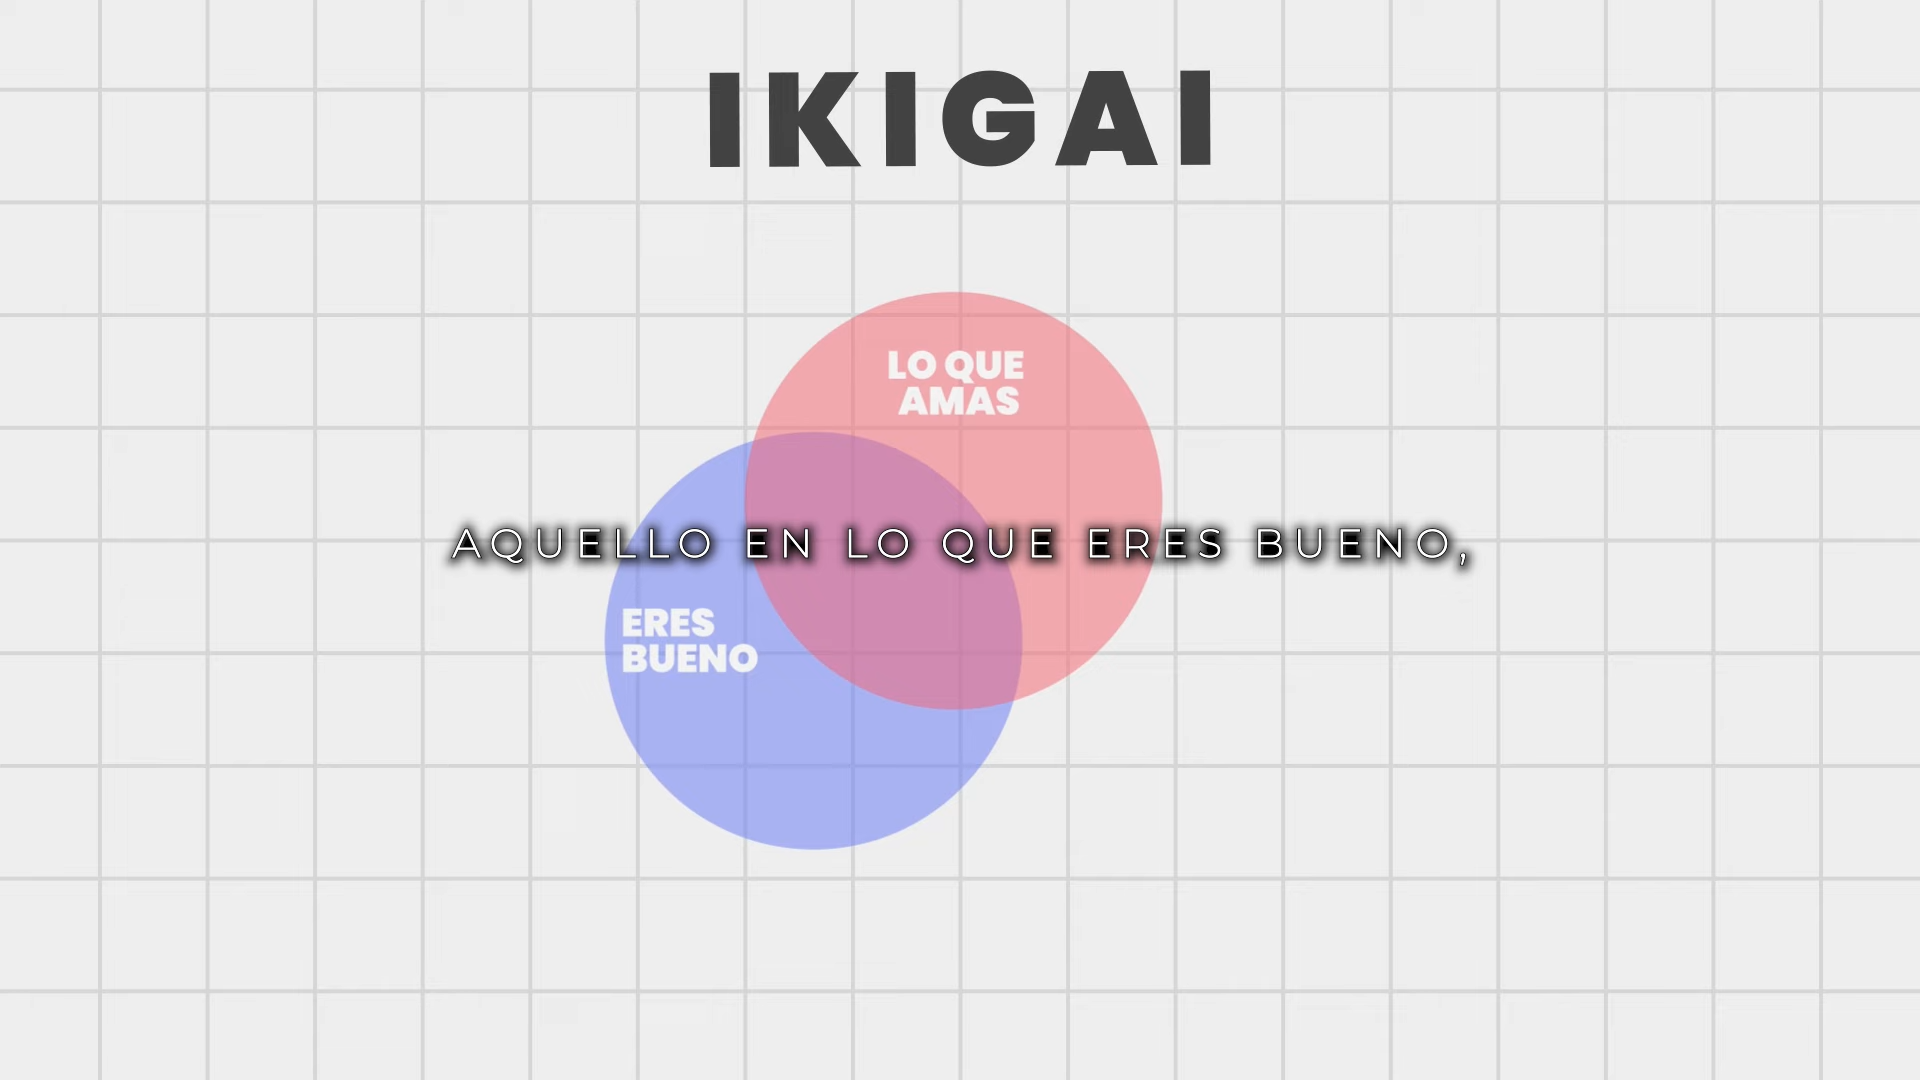 IKIGAI
LO QUE
AMAS
AQUELLO EN LO QUE ERES BUENO,
ERES
BUENO